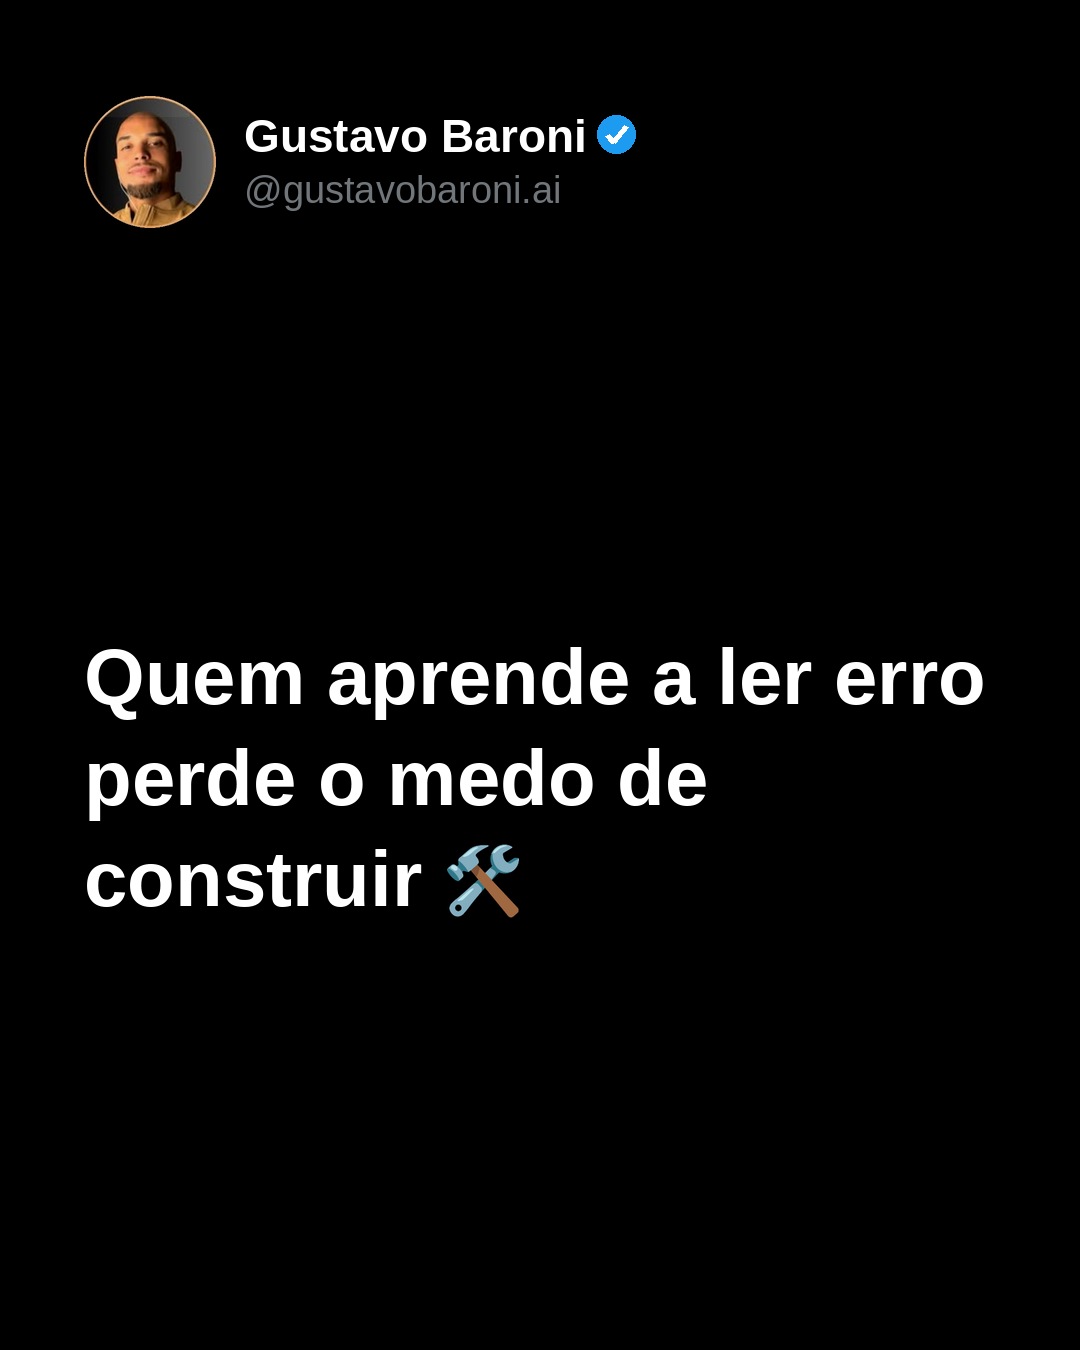 Gustavo Baroni
@gustavobaroni.ai
Quem aprende a ler erro
perde o medo de
construir 🛠️